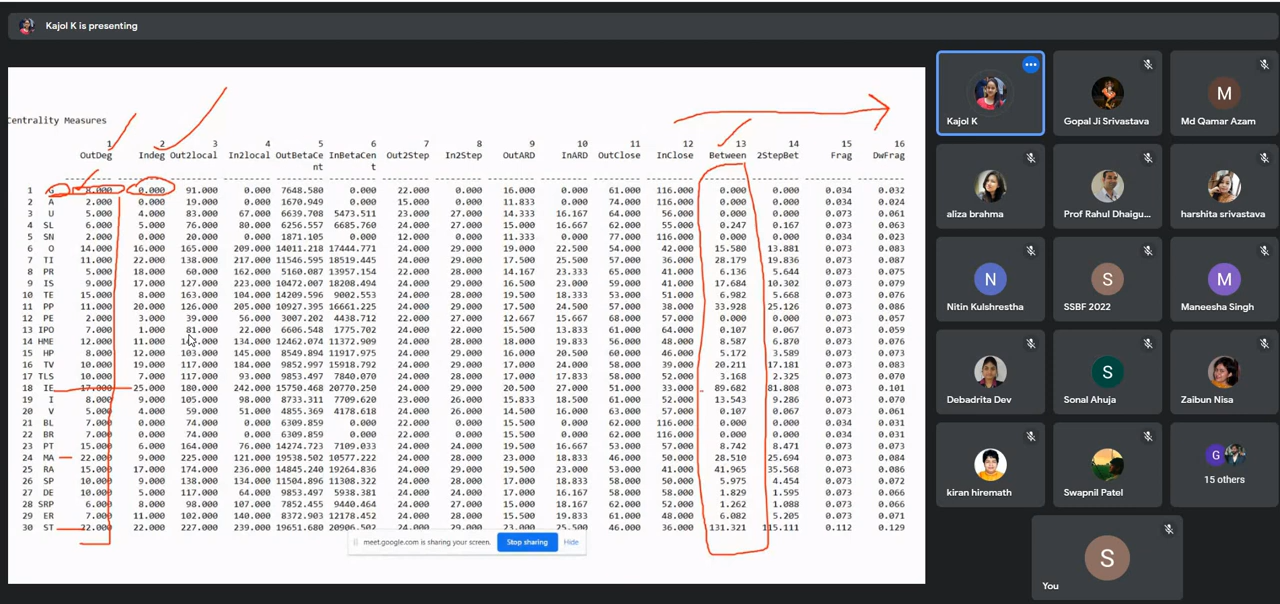 Kajol K is presenting
Centrality Measures
1 2 3 4 5 6 7 8 9 10 11 12 13 14 15 16
OutDeg Indeg Out2local In2local OutBetaCe InBetaCen Out2Step In2Step OutARD InARD OutClose InClose Between 2StepBet Frag DwFrag
nt t
1 G 8.000 0.000 91.000 0.000 7648.580 0.000 22.000 0.000 16.000 0.000 61.000 116.000 0.000 0.000 0.034 0.032
2 A 2.000 0.000 19.000 0.000 1670.949 0.000 15.000 0.000 11.833 0.000 74.000 116.000 0.000 0.000 0.034 0.024
3 U 5.000 4.000 83.000 67.000 6639.708 5473.511 24.000 27.000 14.333 16.167 64.000 56.000 0.000 0.000 0.073 0.061
4 SL 6.000 5.000 76.000 80.000 6256.557 6685.760 24.000 27.000 15.000 16.667 62.000 55.000 0.247 0.167 0.073 0.063
5 SN 2.000 0.000 20.000 0.000 1871.105 0.000 12.000 0.000 11.333 0.000 77.000 116.000 0.000 0.000 0.034 0.023
6 O 14.000 16.000 165.000 209.000 14011.218 17444.771 24.000 29.000 19.000 22.500 54.000 42.000 15.580 13.881 0.073 0.083
7 TI 11.000 22.000 138.000 217.000 11546.595 18519.445 24.000 29.000 17.500 25.500 57.000 36.000 28.179 19.836 0.073 0.087
8 PR 5.000 18.000 60.000 162.000 5160.087 13957.154 22.000 28.000 14.167 23.333 65.000 41.000 6.136 5.644 0.073 0.075
9 IS 9.000 17.000 127.000 223.000 10472.007 18208.494 24.000 29.000 16.500 23.000 59.000 41.000 17.684 10.302 0.073 0.079
10 TE 15.000 8.000 163.000 104.000 14209.596 9002.553 24.000 28.000 19.500 18.333 53.000 51.000 6.982 5.668 0.073 0.076
11 PP 11.000 20.000 126.000 205.000 10927.395 16661.225 24.000 29.000 17.500 24.500 57.000 38.000 33.928 25.126 0.073 0.086
12 PE 2.000 3.000 39.000 56.000 3007.202 4438.712 22.000 27.000 12.667 15.667 68.000 57.000 0.000 0.000 0.073 0.057
13 IPO 7.000 1.000 81.000 22.000 6606.548 1775.702 24.000 22.000 15.500 13.833 61.000 64.000 0.107 0.067 0.073 0.059
14 HME 12.000 11.000 134.000 12462.074 11372.909 24.000 28.000 18.000 19.833 56.000 48.000 8.587 6.870 0.073 0.076
15 HP 8.000 12.000 103.000 145.000 8549.894 11917.975 24.000 29.000 16.000 20.500 60.000 46.000 5.172 3.589 0.073 0.073
16 TV 10.000 19.000 117.000 184.000 9852.997 15918.792 24.000 28.000 17.000 23.833 58.000 39.000 20.211 17.181 0.073 0.083
17 TLS 10.000 7.000 117.000 93.000 9853.497 7840.070 24.000 28.000 17.000 17.833 58.000 52.000 3.168 2.325 0.073 0.070
18 IE 17.000 25.000 180.000 242.000 15750.468 20770.250 24.000 29.000 20.500 27.000 51.000 33.000 89.682 81.808 0.073 0.101
19 I 8.000 9.000 105.000 98.000 8733.311 7709.620 24.000 26.000 15.833 18.500 61.000 52.000 13.543 9.286 0.073 0.070
20 V 5.000 4.000 59.000 51.000 4855.369 4178.618 24.000 26.000 14.500 16.000 63.000 57.000 0.107 0.067 0.073 0.061
21 BL 7.000 0.000 74.000 0.000 6309.859 0.000 24.000 0.000 15.500 0.000 62.000 116.000 0.000 0.000 0.034 0.031
22 BR 7.000 0.000 74.000 0.000 6309.859 0.000 24.000 0.000 15.500 0.000 62.000 116.000 0.000 0.000 0.034 0.031
23 PT 15.000 6.000 164.000 76.000 14274.723 7109.033 24.000 28.000 19.500 16.667 53.000 57.000 8.742 8.471 0.073 0.073
24 MA 22.000 9.000 225.000 121.000 19538.502 10577.222 24.000 29.000 23.000 18.833 46.000 50.000 28.510 25.694 0.073 0.084
25 RA 15.000 17.000 174.000 236.000 14845.240 19264.836 24.000 29.000 19.500 23.000 53.000 41.000 41.965 35.568 0.073 0.086
26 SP 10.000 9.000 138.000 134.000 11504.896 11308.322 24.000 29.000 17.000 18.833 58.000 50.000 5.975 4.454 0.073 0.072
27 DE 10.000 5.000 117.000 64.000 9853.497 5938.381 24.000 28.000 17.000 16.167 58.000 57.000 1.829 1.595 0.073 0.066
28 SRP 6.000 8.000 98.000 107.000 7852.455 9440.464 24.000 28.000 15.000 18.333 62.000 52.000 1.262 1.088 0.073 0.066
29 ER 7.000 11.000 102.000 140.000 8372.903 12178.452 24.000 29.000 15.500 19.833 61.000 48.000 6.082 5.205 0.073 0.071
30 ST 22.000 22.000 227.000 239.000 19651.680 20906.502 24.000 29.000 23.000 25.500 46.000 36.000 131.321 115.111 0.112 0.129
meet.google.com is sharing your screen. Stop sharing Hide
Kajol K
Gopal Ji Srivastava
M
Md Qamar Azam
aliza brahma
Prof Rahul Dhaigu...
harshita srivastava
N
Nitin Kulshrestha
S
SSBF 2022
M
Maneesha Singh
Debadrita Dev
S
Sonal Ahuja
Zaibun Nisa
kiran hiremath
Swapnil Patel
G
15 others
S
You